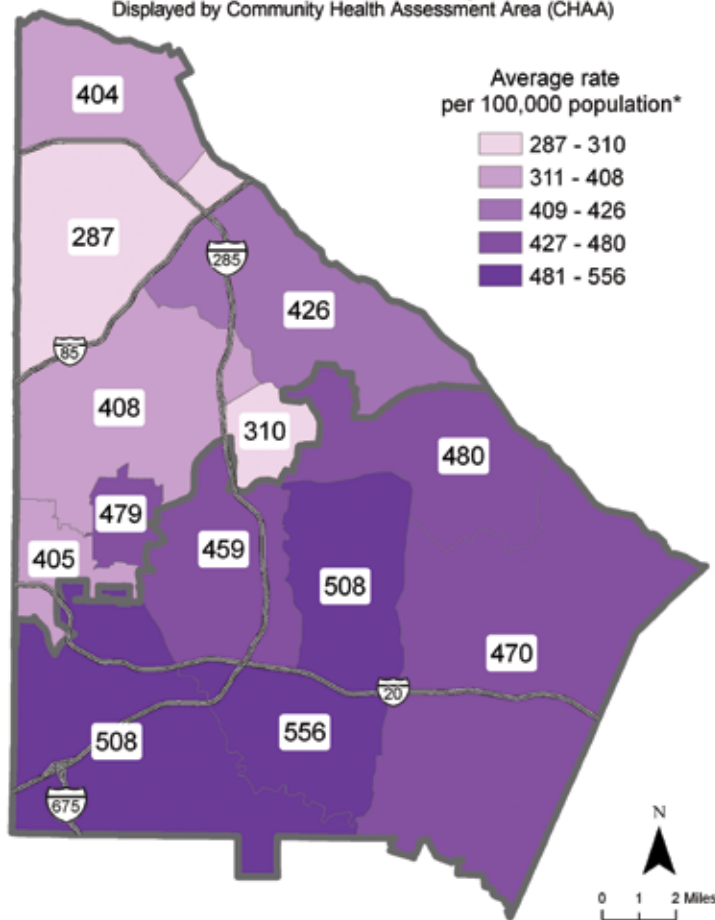 Displayed by Community Health Assessment Area (CHAA)
404
Average rate
per 100,000 population*
287 - 310
311 - 408
409 - 426
427 - 480
481 - 556
287
285
426
85
408
310
480
479
459
405
508
470
20
508
556
675
N
0 1 2 Miles